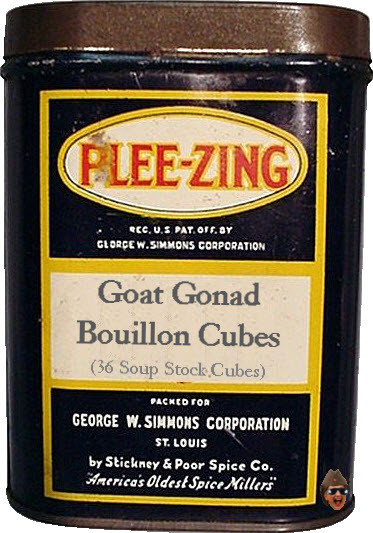 PLEE-ZING
REG. U.S. PAT. OFF. BY
GEORGE W. SIMMONS CORPORATION
Goat Gonad
Bouillon Cubes
(36 Soup Stock Cubes)
PACKED FOR
GEORGE W. SIMMONS CORPORATION
ST. LOUIS
by Stickney & Poor Spice Co.
"America's Oldest Spice Millers"